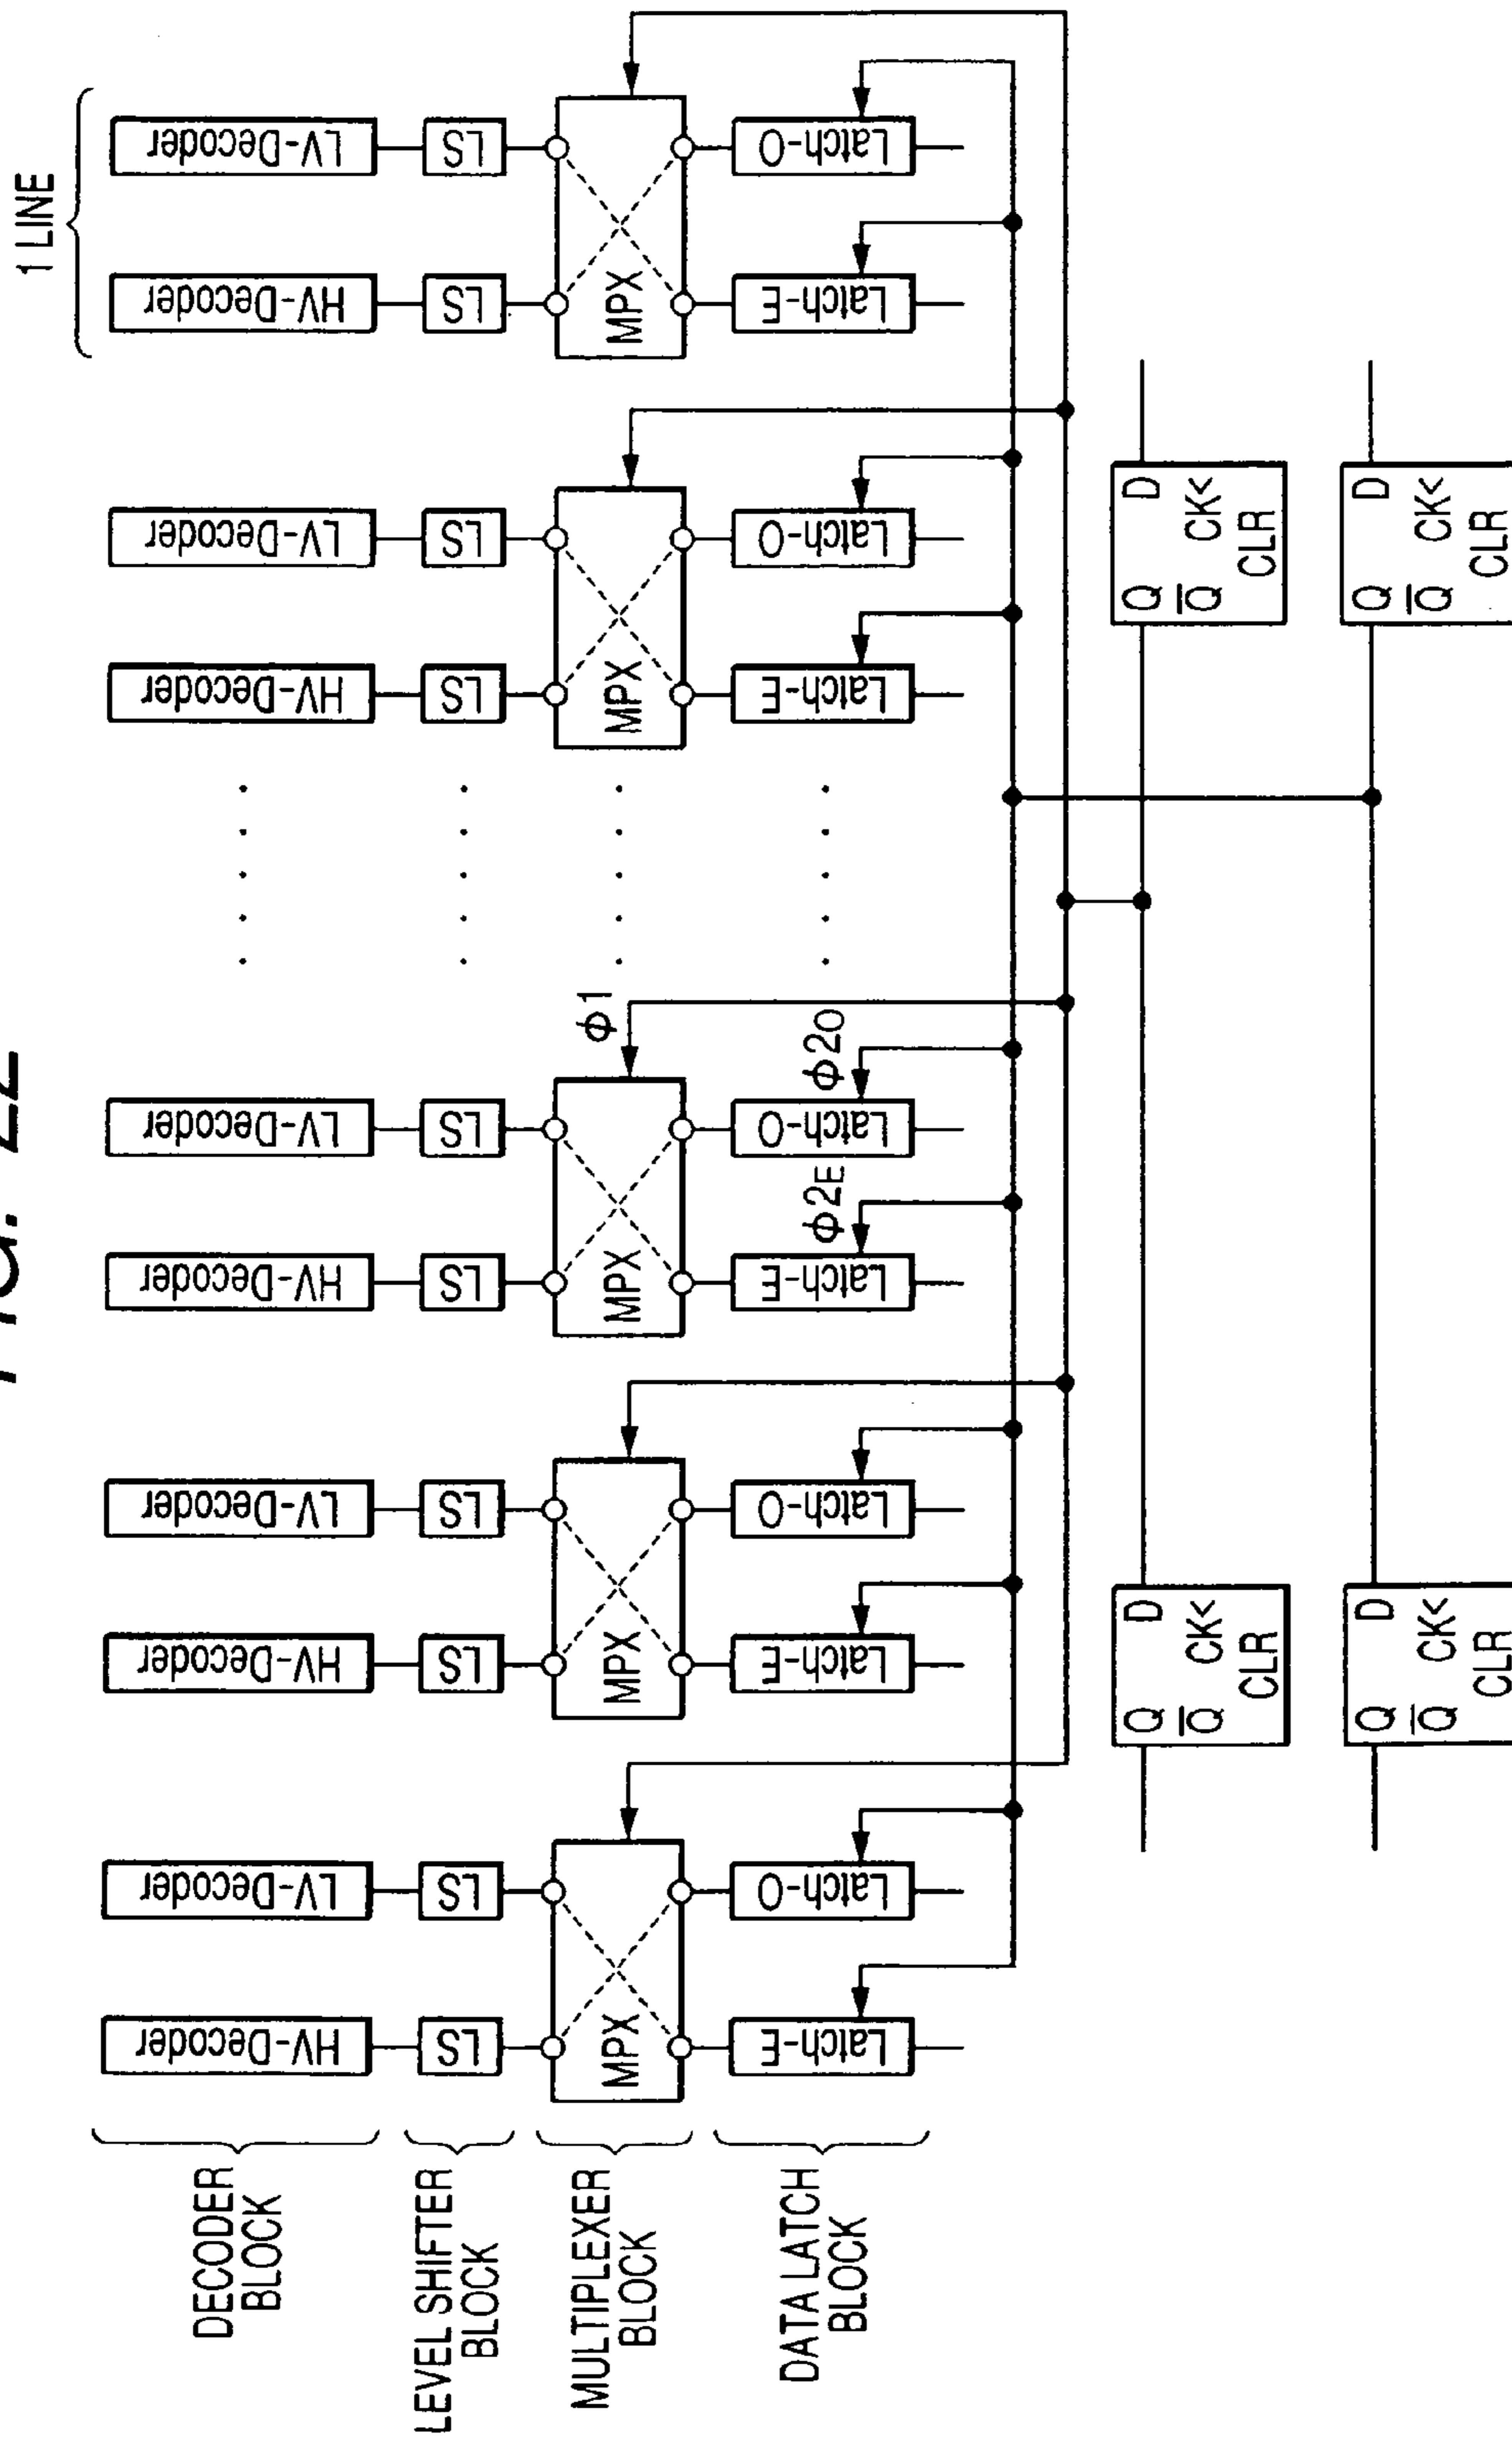 FIG. 22
1 LINE
DECODER
BLOCK
HV-Decoder
LV-Decoder
HV-Decoder
LV-Decoder
HV-Decoder
LV-Decoder
HV-Decoder
LV-Decoder
HV-Decoder
LV-Decoder
LEVEL SHIFTER
BLOCK
LS
LS
LS
LS
LS
LS
LS
LS
LS
LS
MULTIPLEXER
BLOCK
MPX
MPX
MPX
ϕ1
MPX
MPX
DATA LATCH
BLOCK
Latch-E
Latch-O
Latch-E
Latch-O
Latch-E
ϕ2E
Latch-O
ϕ2O
Latch-E
Latch-O
Latch-E
Latch-O
Q D
Q̅ CK<
CLR
Q D
Q̅ CK<
CLR
Q D
Q̅ CK<
CLR
Q D
Q̅ CK<
CLR